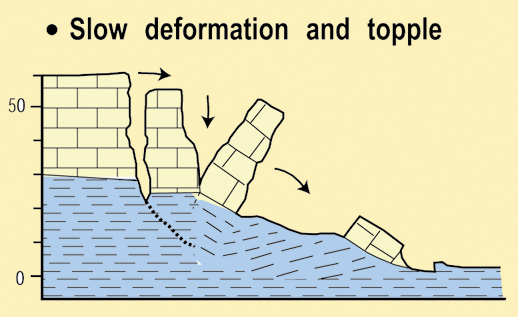 • Slow deformation and topple
50
0